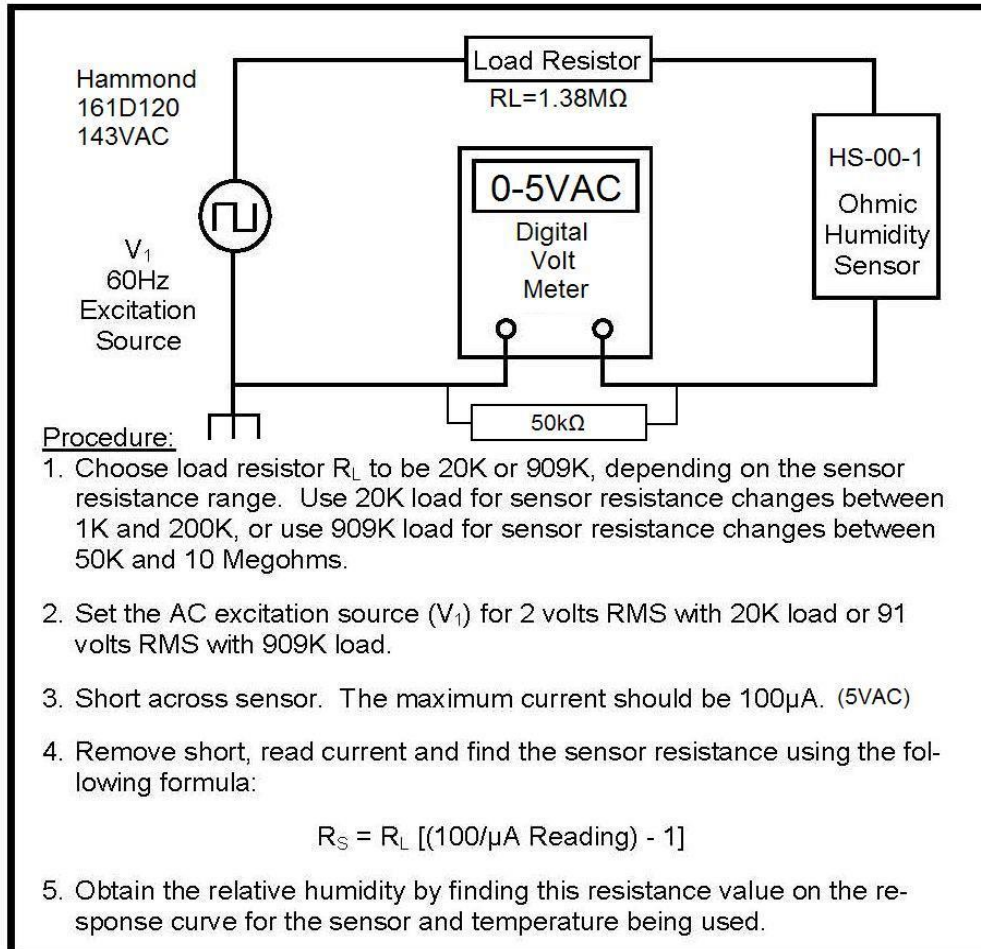 Hammond
161D120
143VAC
Load Resistor
RL=1.38MΩ
HS-00-1
Ohmic
Humidity
Sensor
0-5VAC
Digital
Volt
Meter
V₁
60Hz
Excitation
Source
50kΩ
Procedure:
1. Choose load resistor R_L to be 20K or 909K, depending on the sensor
resistance range. Use 20K load for sensor resistance changes between
1K and 200K, or use 909K load for sensor resistance changes between
50K and 10 Megohms.
2. Set the AC excitation source (V₁) for 2 volts RMS with 20K load or 91
volts RMS with 909K load.
3. Short across sensor. The maximum current should be 100µA. (5VAC)
4. Remove short, read current and find the sensor resistance using the fol-
lowing formula:
R_S = R_L [(100/µA Reading) - 1]
5. Obtain the relative humidity by finding this resistance value on the re-
sponse curve for the sensor and temperature being used.